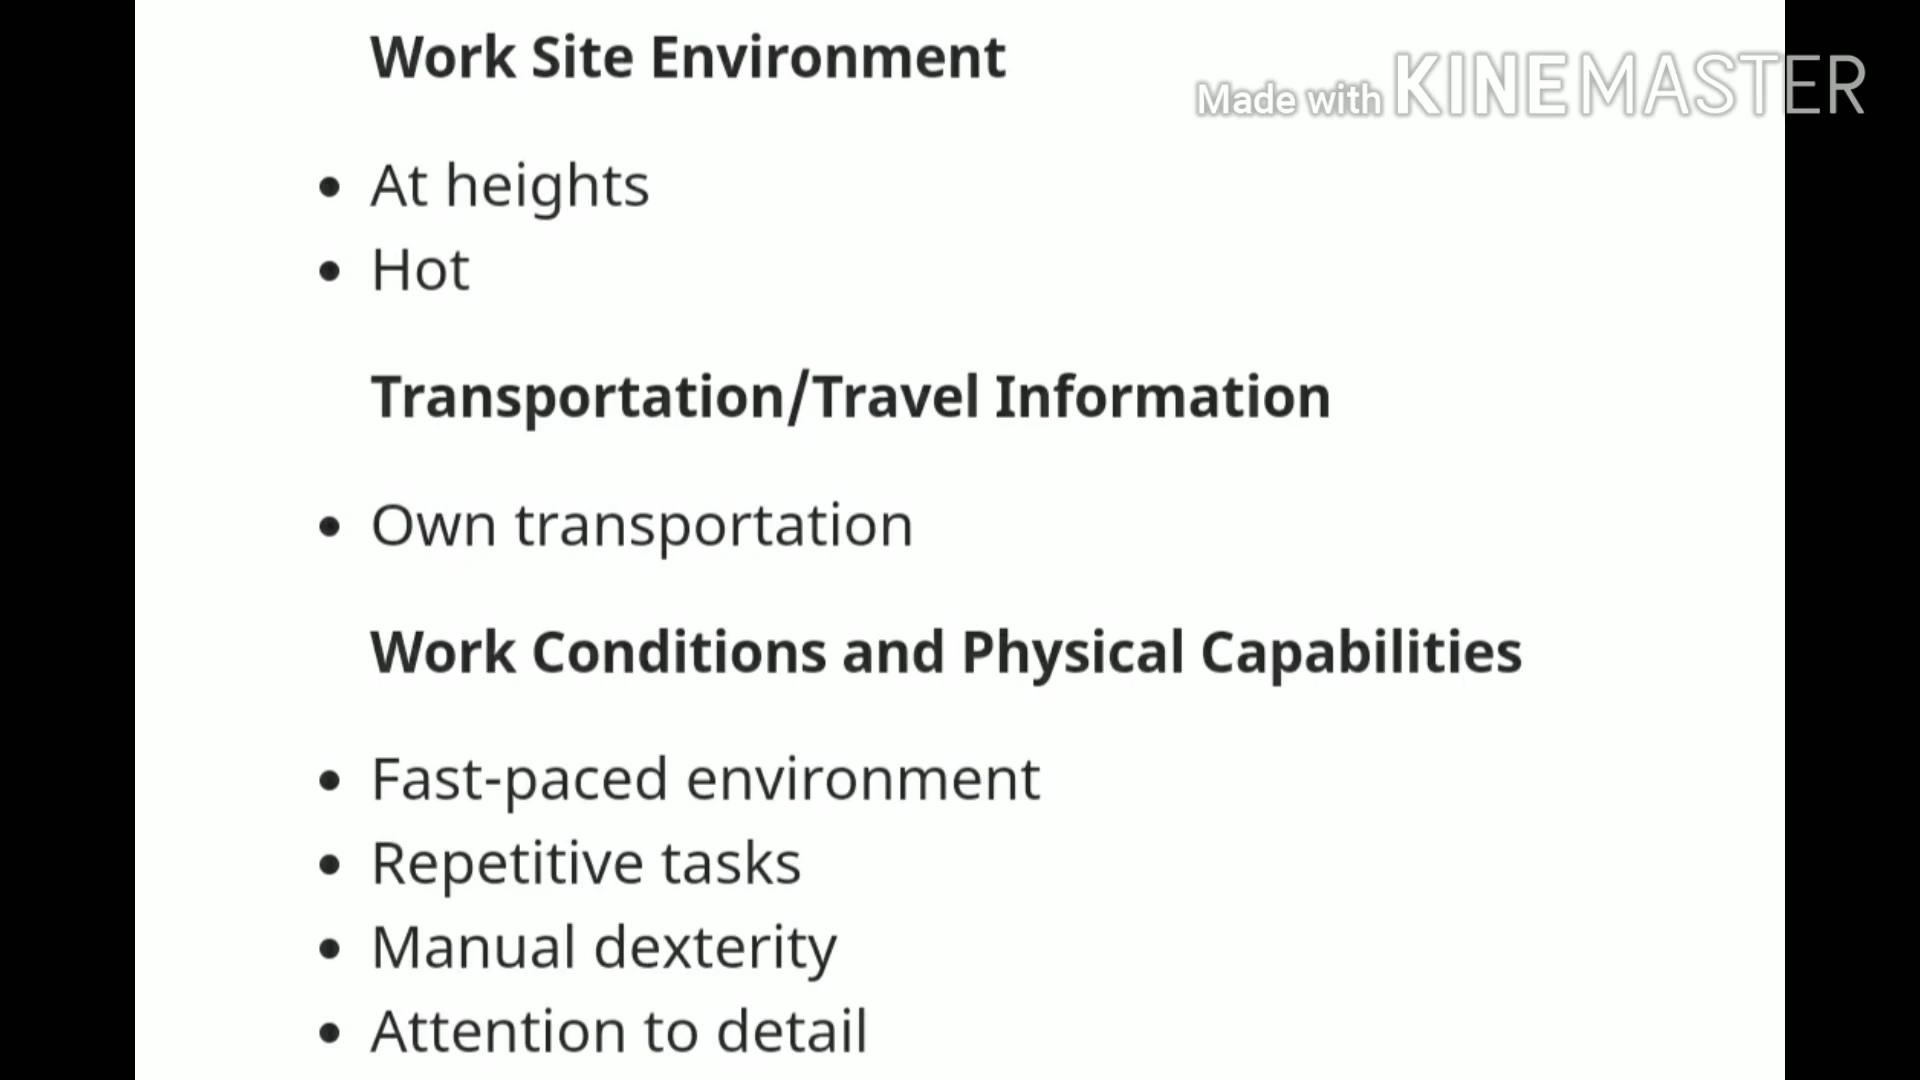 Work Site Environment
Made with KINEMASTER
At heights
Hot
Transportation/Travel Information
Own transportation
Work Conditions and Physical Capabilities
Fast-paced environment
Repetitive tasks
Manual dexterity
Attention to detail